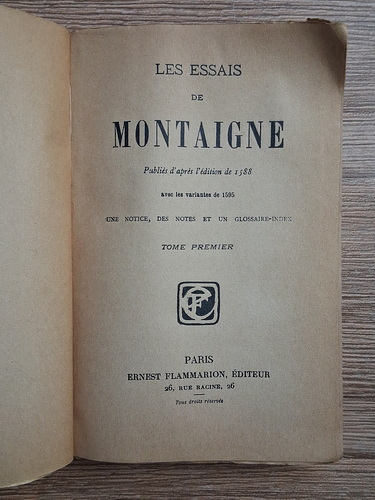 LES ESSAIS
DE
MONTAIGNE
Publiés d'après l'édition de 1588
avec les variantes de 1595
UNE NOTICE, DES NOTES ET UN GLOSSAIRE-INDEX
TOME PREMIER
PARIS
ERNEST FLAMMARION, ÉDITEUR
26, RUE RACINE, 26
Tous droits réservés